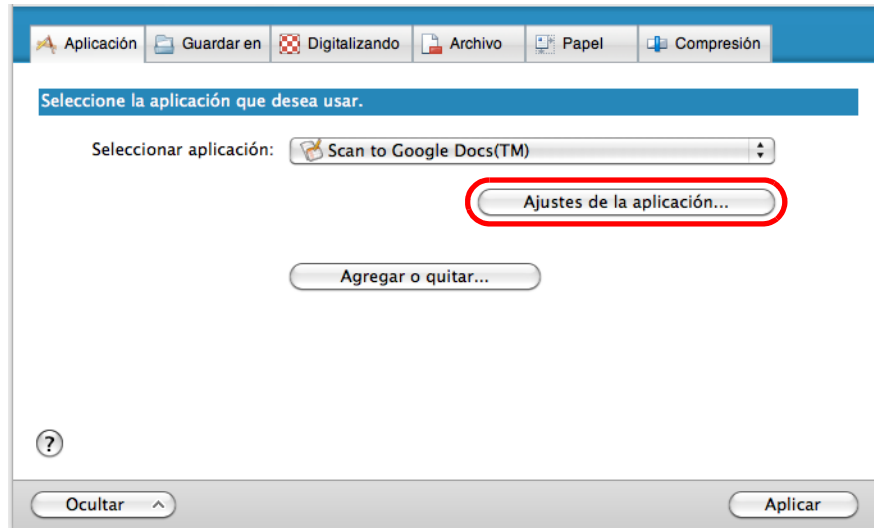 Aplicación Guardar en Digitalizando Archivo Papel Compresión
Seleccione la aplicación que desea usar.
Seleccionar aplicación: Scan to Google Docs(TM)
Ajustes de la aplicación...
Agregar o quitar...
?
Ocultar Aplicar